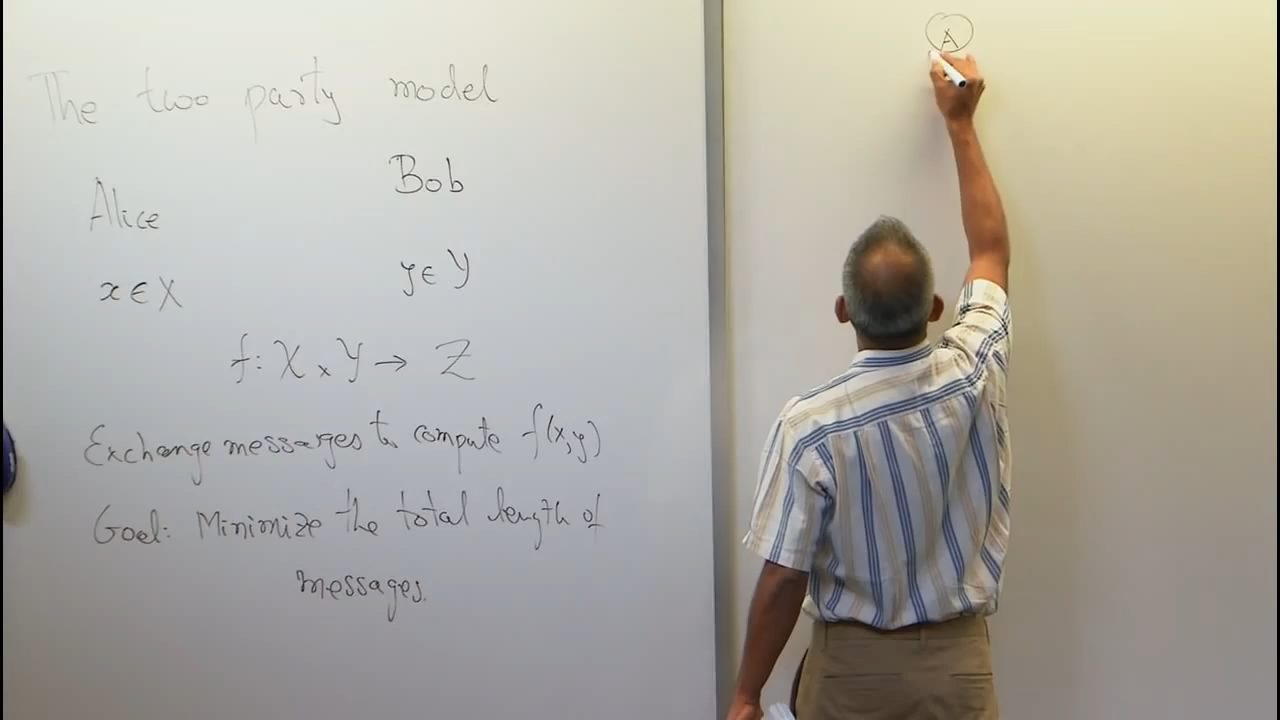 The two party model
Alice Bob
x ∈ X y ∈ Y
f: X × Y → Z
Exchange messages to compute f(x,y)
Goal: Minimize the total length of
messages.
A